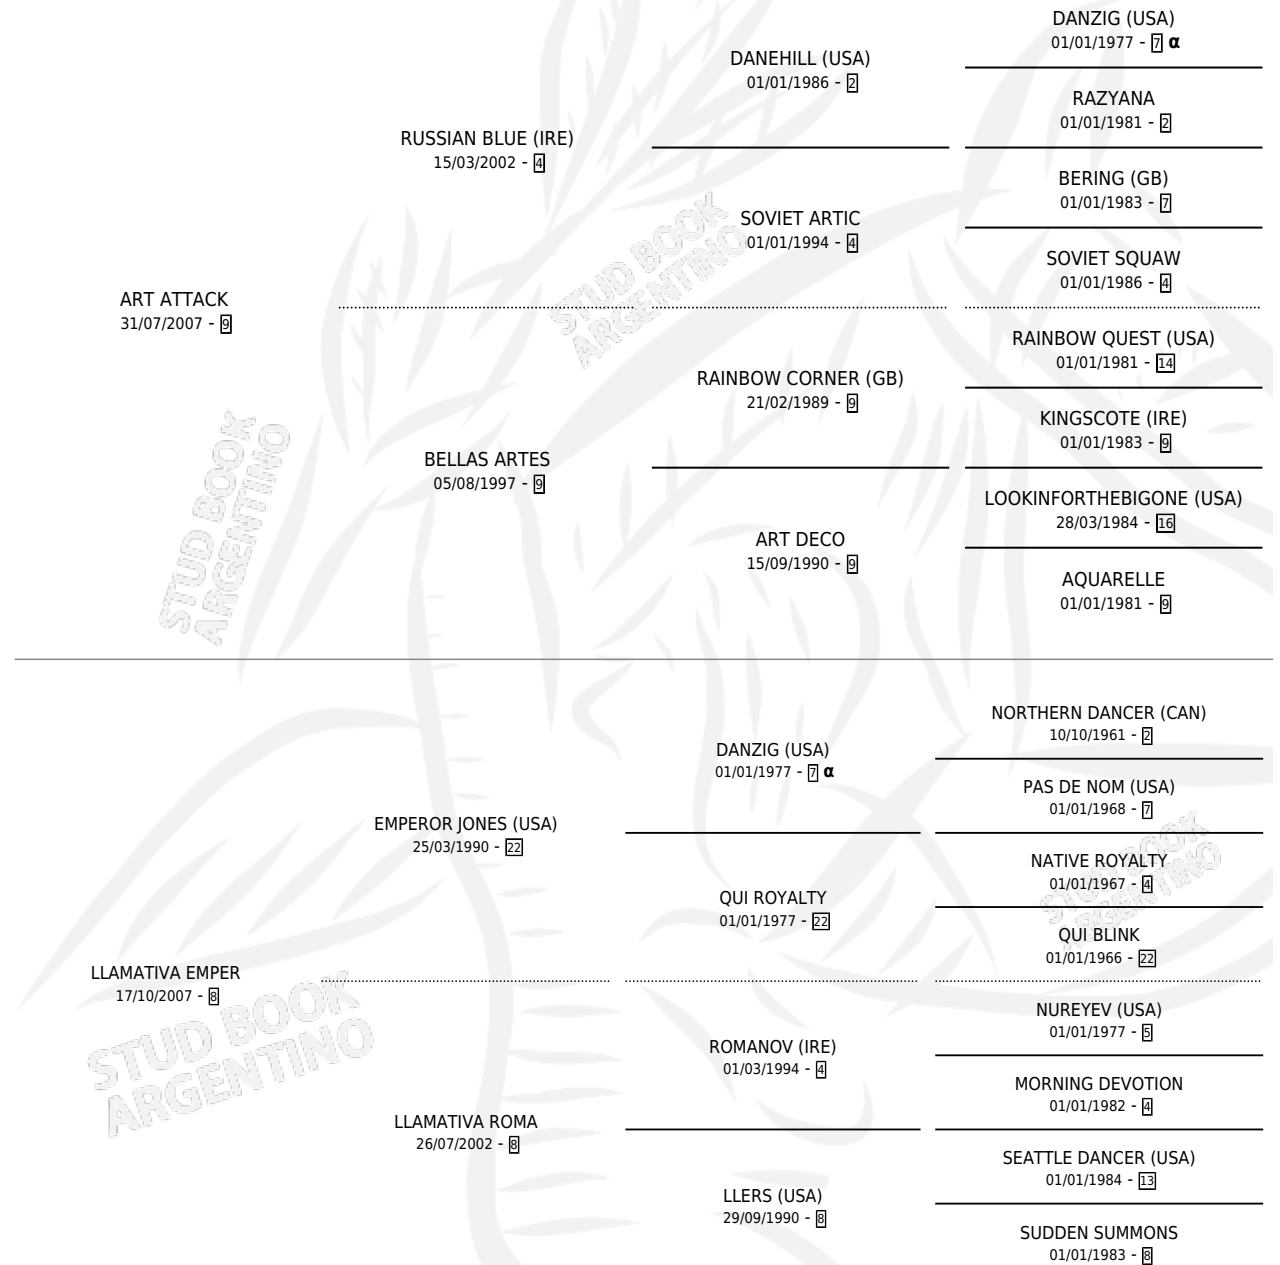 DANZIG (USA)
01/01/1977 - 7 α
DANEHILL (USA)
01/01/1986 - 2
RAZYANA
01/01/1981 - 2
RUSSIAN BLUE (IRE)
15/03/2002 - 4
BERING (GB)
01/01/1983 - 7
SOVIET ARTIC
01/01/1994 - 4
SOVIET SQUAW
01/01/1986 - 4
ART ATTACK
31/07/2007 - 9
RAINBOW QUEST (USA)
01/01/1981 - 14
RAINBOW CORNER (GB)
21/02/1989 - 9
KINGSCOTE (IRE)
01/01/1983 - 9
BELLAS ARTES
05/08/1997 - 9
LOOKINFORTHEBIGONE (USA)
28/03/1984 - 16
ART DECO
15/09/1990 - 9
AQUARELLE
01/01/1981 - 9
STUD BOOK
ARGENTINO
STUD BOOK
ARGENTINO
NORTHERN DANCER (CAN)
10/10/1961 - 2
DANZIG (USA)
01/01/1977 - 7 α
PAS DE NOM (USA)
01/01/1968 - 7
EMPEROR JONES (USA)
25/03/1990 - 22
NATIVE ROYALTY
01/01/1967 - 4
QUI ROYALTY
01/01/1977 - 22
QUI BLINK
01/01/1966 - 22
STUD BOOK
ARGENTINO
LLAMATIVA EMPER
17/10/2007 - 8
NUREYEV (USA)
01/01/1977 - 5
ROMANOV (IRE)
01/03/1994 - 4
MORNING DEVOTION
01/01/1982 - 4
LLAMATIVA ROMA
26/07/2002 - 8
SEATTLE DANCER (USA)
01/01/1984 - 13
LLERS (USA)
29/09/1990 - 8
SUDDEN SUMMONS
01/01/1983 - 8
STUD BOOK
ARGENTINO